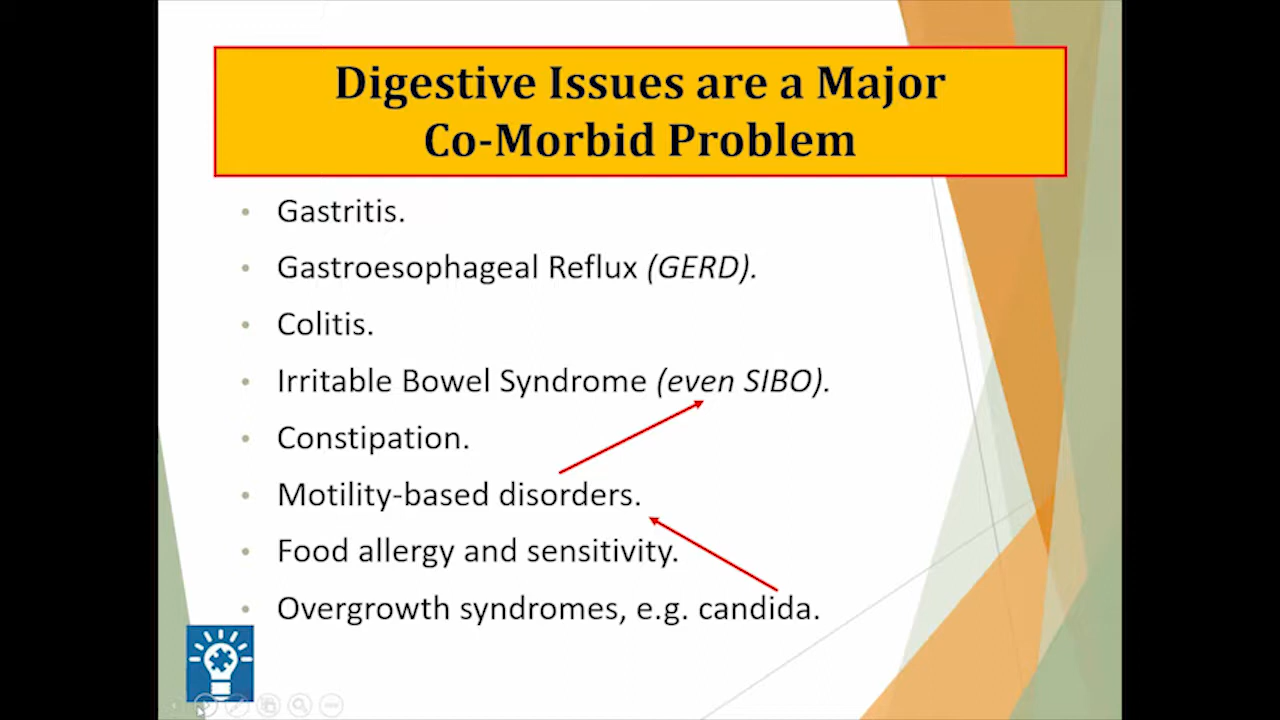 Digestive Issues are a Major
Co-Morbid Problem
• Gastritis.
• Gastroesophageal Reflux (GERD).
• Colitis.
• Irritable Bowel Syndrome (even SIBO).
• Constipation.
• Motility-based disorders.
• Food allergy and sensitivity.
• Overgrowth syndromes, e.g. candida.